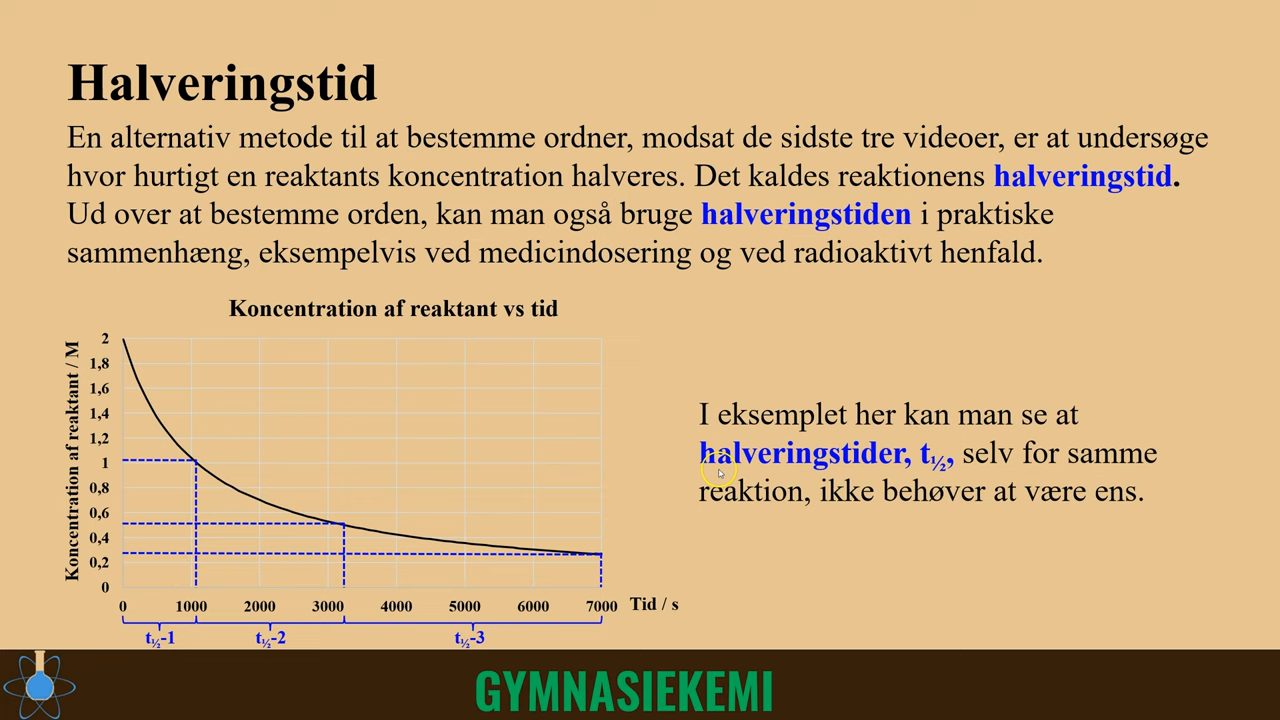 Halveringstid
En alternativ metode til at bestemme ordner, modsat de sidste tre videoer, er at undersøge
hvor hurtigt en reaktants koncentration halveres. Det kaldes reaktionens halveringstid.
Ud over at bestemme orden, kan man også bruge halveringstiden i praktiske
sammenhæng, eksempelvis ved medicindosering og ved radioaktivt henfald.
Koncentration af reaktant vs tid
Koncentration af reaktant / M
2
1,8
1,6
1,4
1,2
1
0,8
0,6
0,4
0,2
0
0 1000 2000 3000 4000 5000 6000 7000 Tid / s
t½-1 t½-2 t½-3
I eksemplet her kan man se at
halveringstider, t½, selv for samme
reaktion, ikke behøver at være ens.
GYMNASIEKEMI